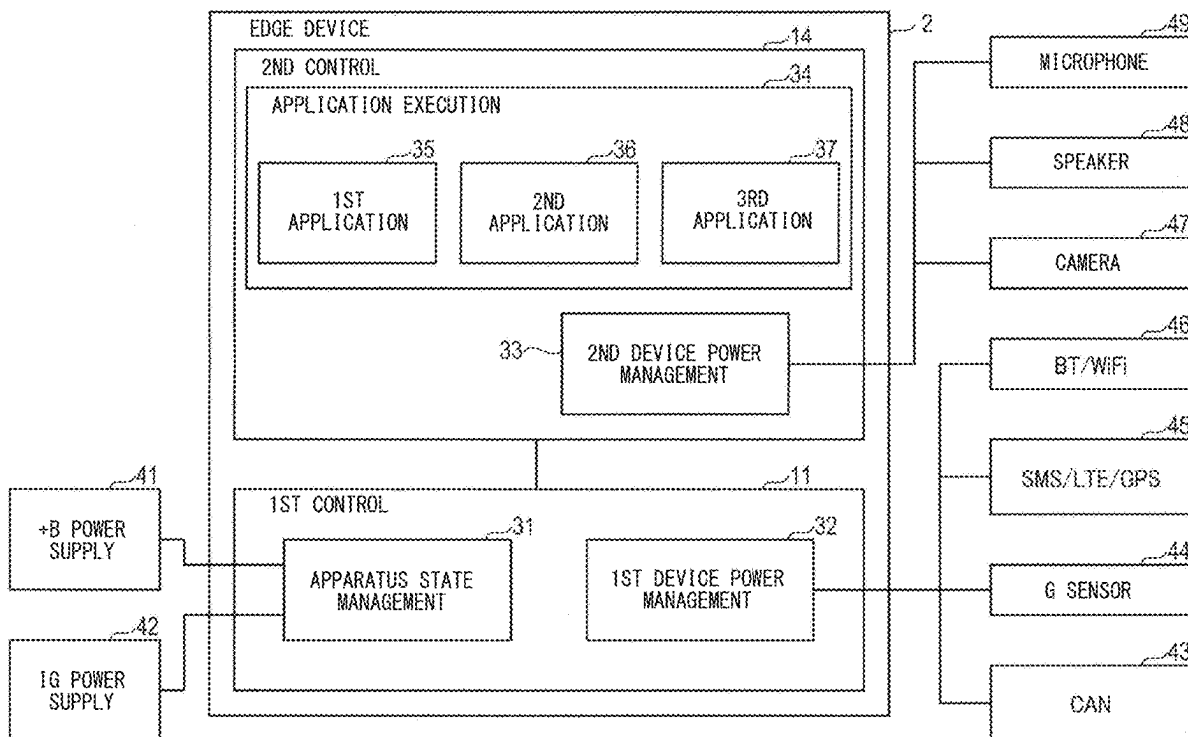 EDGE DEVICE
2
14
2ND CONTROL
34
APPLICATION EXECUTION
35
1ST
APPLICATION
36
2ND
APPLICATION
37
3RD
APPLICATION
33
2ND DEVICE POWER
MANAGEMENT
11
1ST CONTROL
31
APPARATUS STATE
MANAGEMENT
32
1ST DEVICE POWER
MANAGEMENT
41
+B POWER
SUPPLY
42
IG POWER
SUPPLY
49
MICROPHONE
48
SPEAKER
47
CAMERA
46
BT/WiFi
45
SMS/LTE/GPS
44
G SENSOR
43
CAN